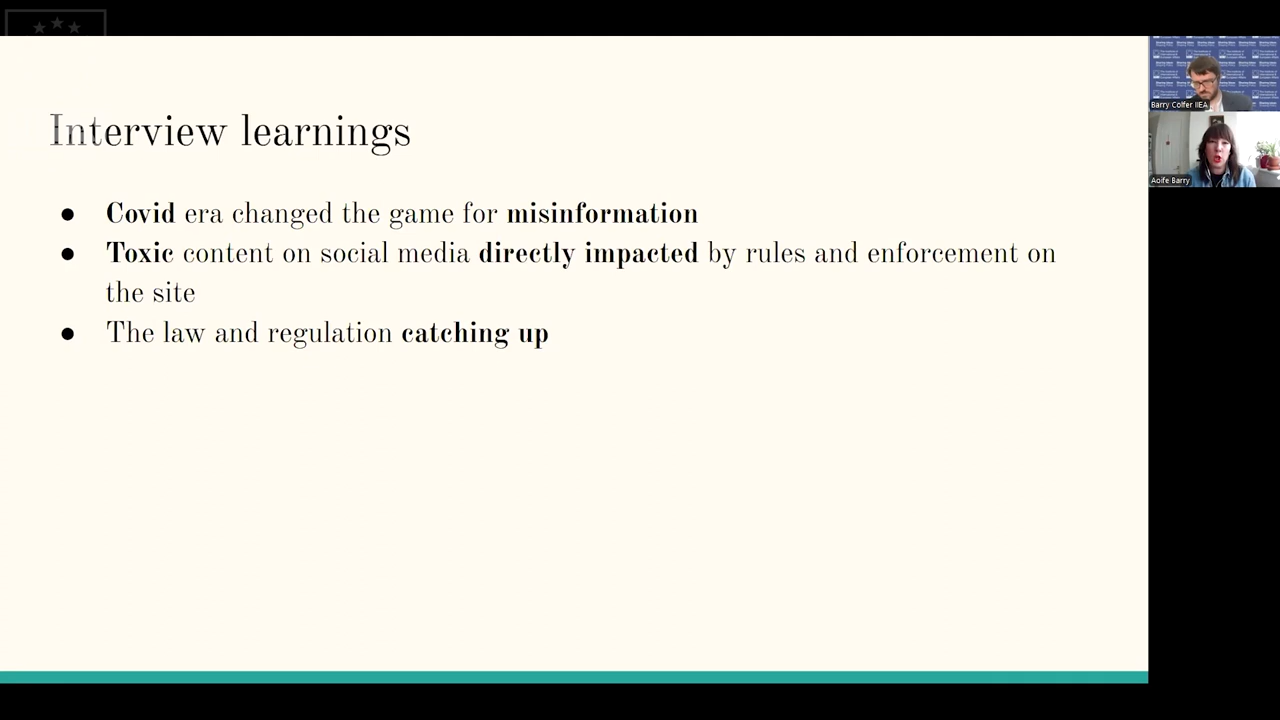 Interview learnings
● Covid era changed the game for misinformation
● Toxic content on social media directly impacted by rules and enforcement on
the site
● The law and regulation catching up
Barry Colfer IIEA
Aoife Barry